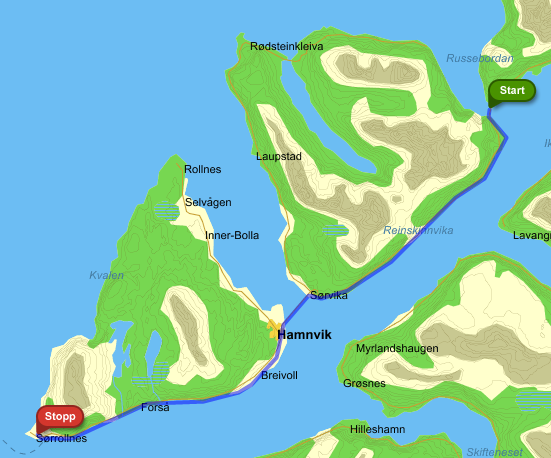 Rødsteinkleiva
Russebordan
Start
Ik
Laupstad
Rollnes
Selvågen
Inner-Bolla
Reinskinnvika
Lavang
Kvalen
Sørvika
Hamnvik
Myrlandshaugen
Breivoll
Grøsnes
Forså
Stopp
Hilleshamn
Sørrollnes
Skifteneset